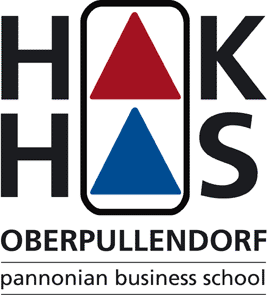 HAK
HAS
OBERPULLENDORF
pannonian business school